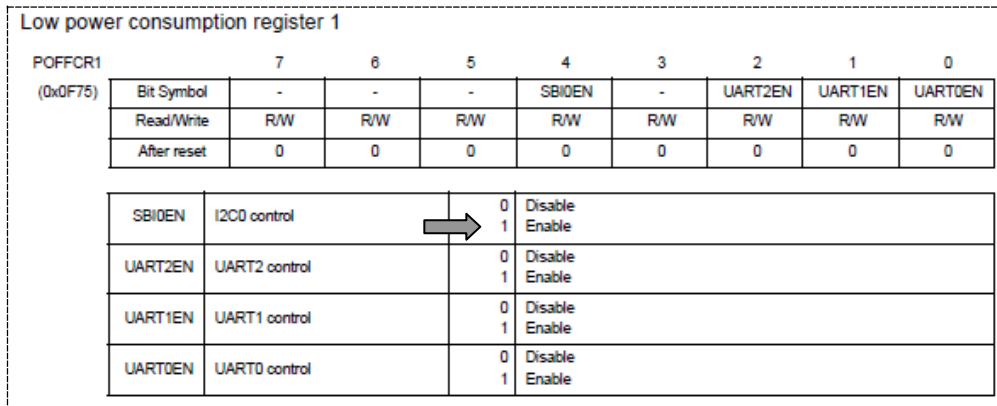 Low power consumption register 1
POFFCR1 7 6 5 4 3 2 1 0
(0x0F75) Bit Symbol - - - SBI0EN - UART2EN UART1EN UART0EN
Read/Write R/W R/W R/W R/W R/W R/W R/W R/W
After reset 0 0 0 0 0 0 0 0
SBI0EN I2C0 control 0 Disable
1 Enable
UART2EN UART2 control 0 Disable
1 Enable
UART1EN UART1 control 0 Disable
1 Enable
UART0EN UART0 control 0 Disable
1 Enable